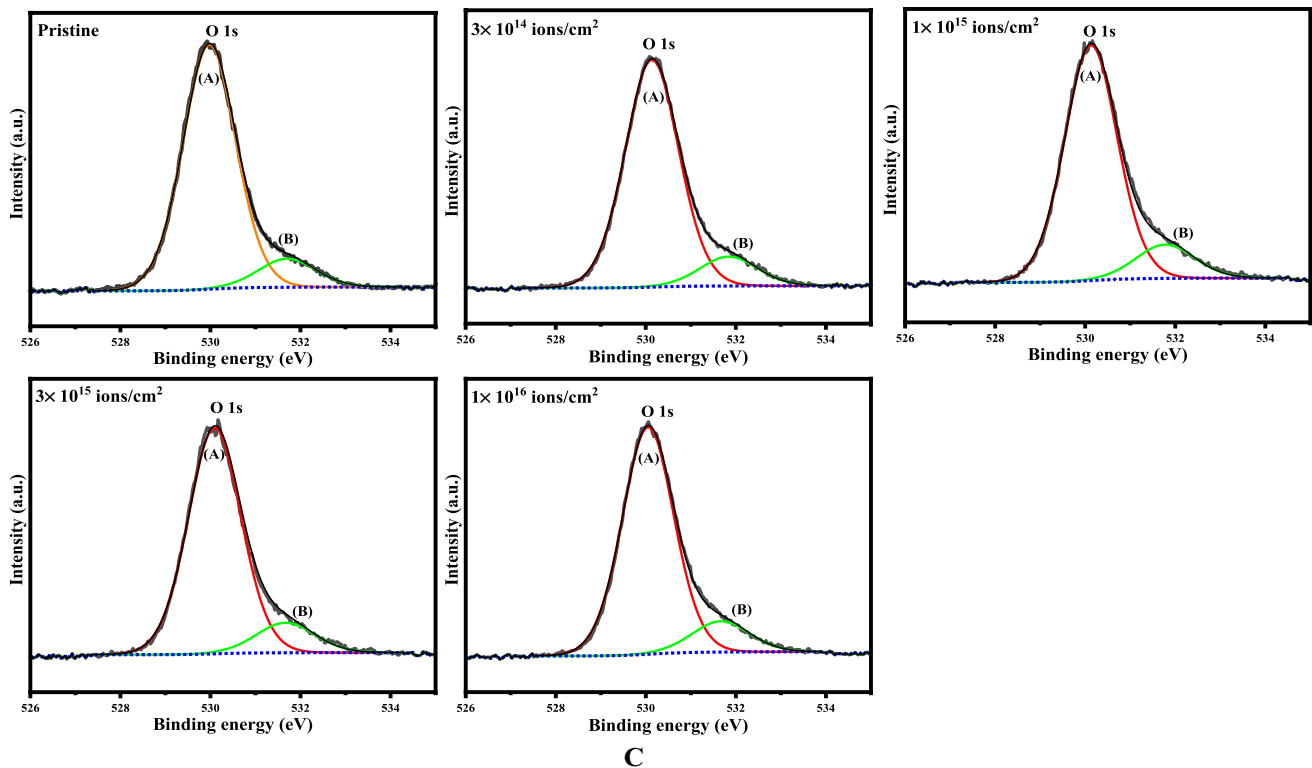 Pristine
O 1s
(A)
(B)
Intensity (a.u.)
526 528 530 532 534
Binding energy (eV)
3× 10¹⁴ ions/cm²
O 1s
(A)
(B)
Intensity (a.u.)
526 528 530 532 534
Binding energy (eV)
1× 10¹⁵ ions/cm²
O 1s
(A)
(B)
Intensity (a.u.)
526 528 530 532 534
Binding energy (eV)
3× 10¹⁵ ions/cm²
O 1s
(A)
(B)
Intensity (a.u.)
526 528 530 532 534
Binding energy (eV)
1× 10¹⁶ ions/cm²
O 1s
(A)
(B)
Intensity (a.u.)
526 528 530 532 534
Binding energy (eV)
C